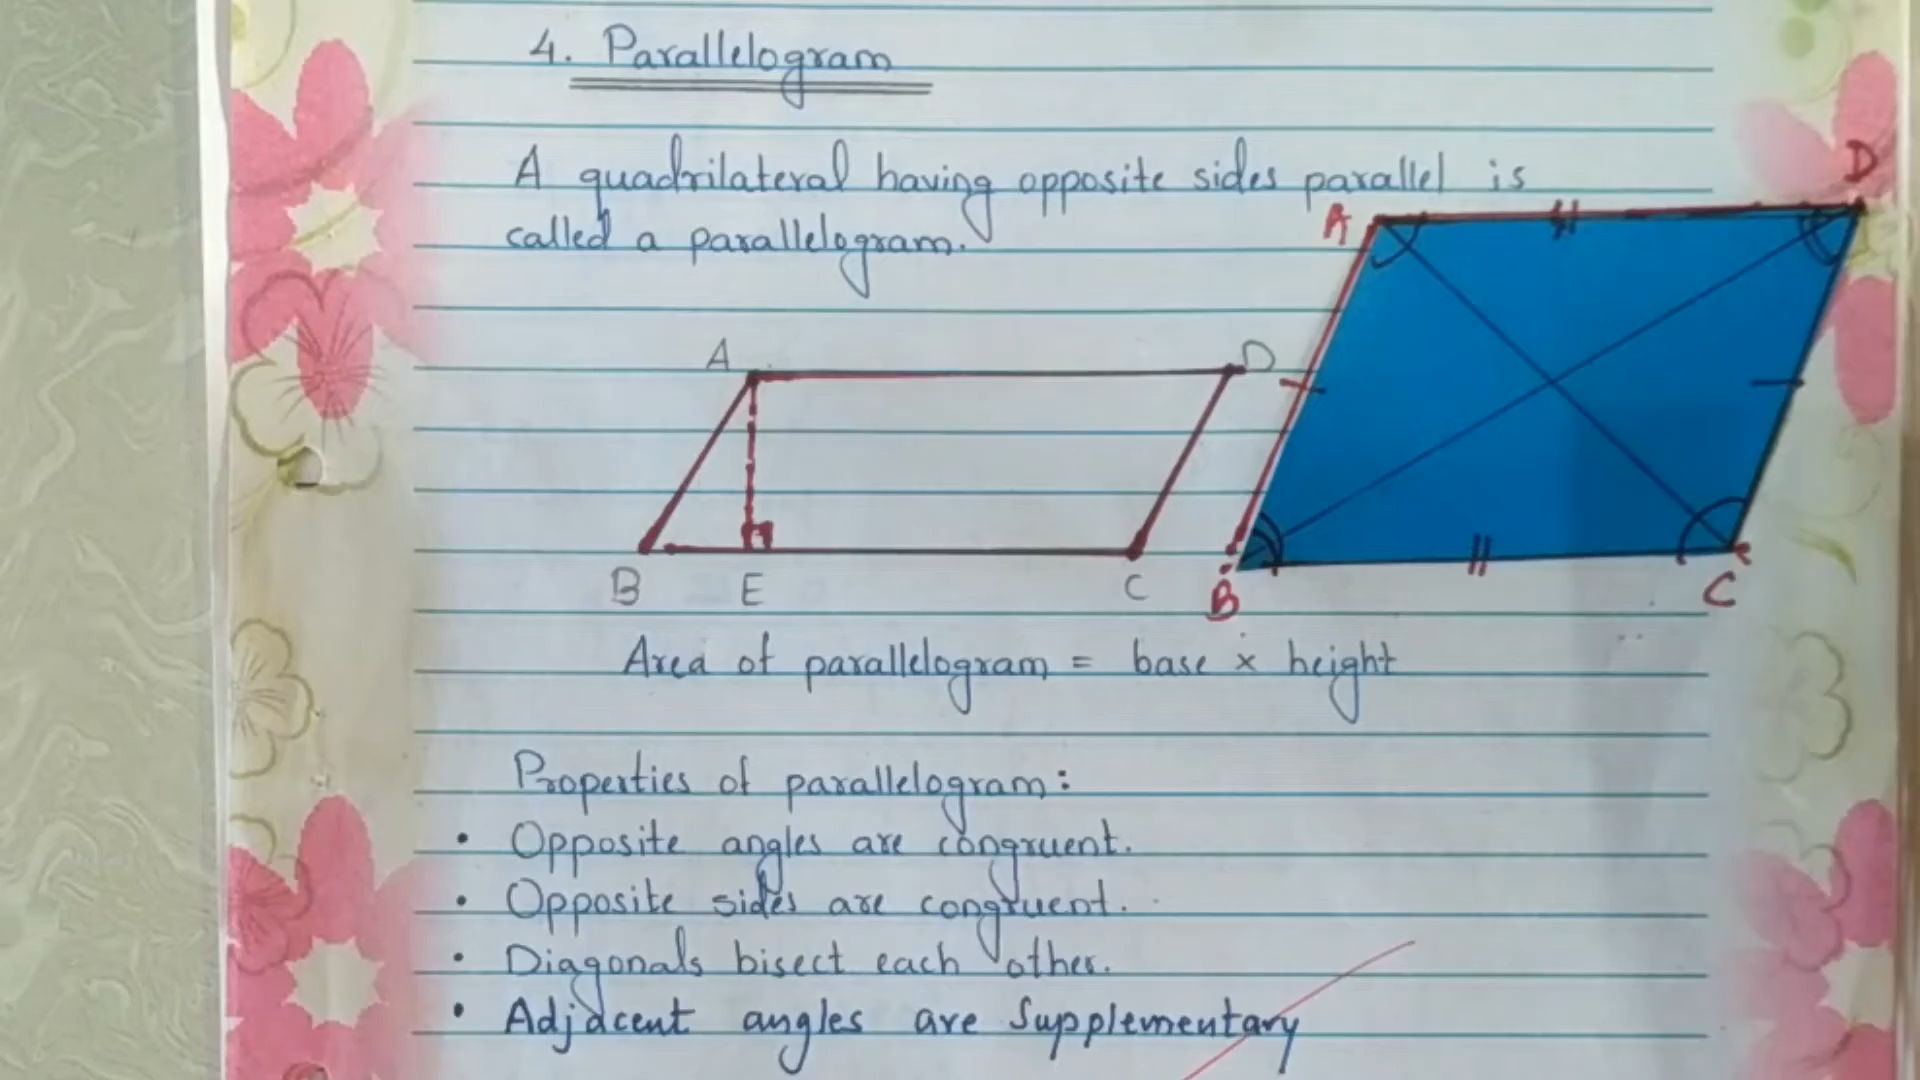 4. Parallelogram
A quadrilateral having opposite sides parallel is
called a parallelogram.
A D
B E C
A D
B C
Area of parallelogram = base × height
Properties of parallelogram:
• Opposite angles are congruent.
• Opposite sides are congruent.
• Diagonals bisect each other.
• Adjacent angles are Supplementary